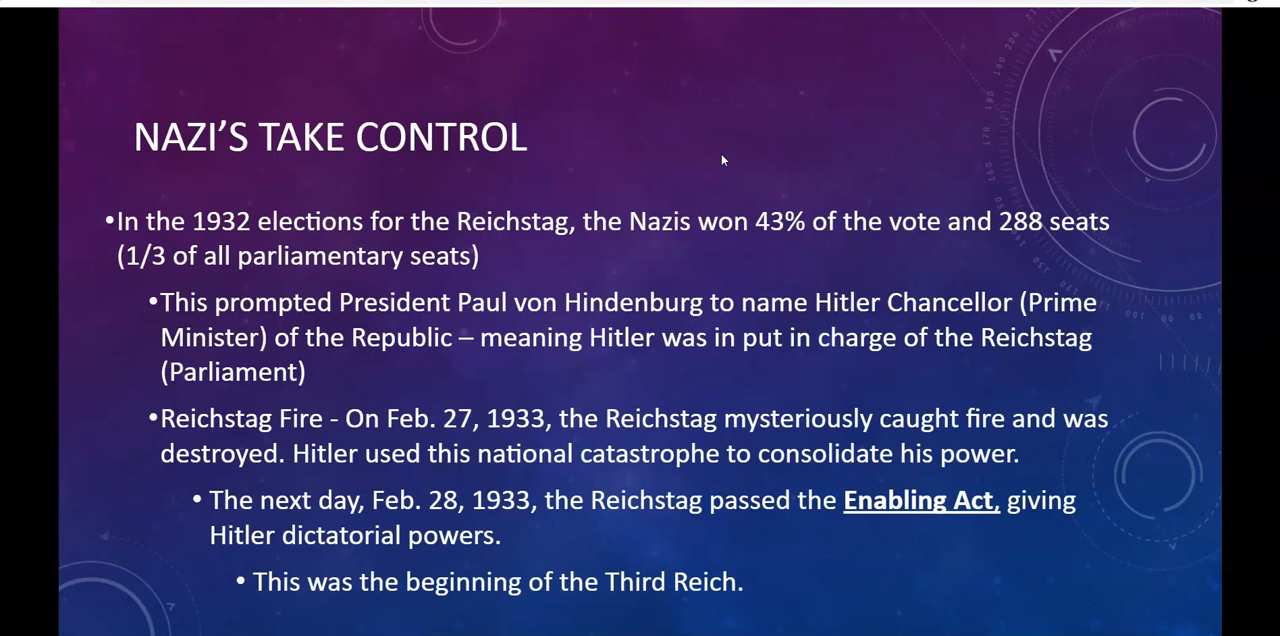 NAZI’S TAKE CONTROL
•In the 1932 elections for the Reichstag, the Nazis won 43% of the vote and 288 seats
(1/3 of all parliamentary seats)
•This prompted President Paul von Hindenburg to name Hitler Chancellor (Prime
Minister) of the Republic – meaning Hitler was in put in charge of the Reichstag
(Parliament)
•Reichstag Fire - On Feb. 27, 1933, the Reichstag mysteriously caught fire and was
destroyed. Hitler used this national catastrophe to consolidate his power.
• The next day, Feb. 28, 1933, the Reichstag passed the Enabling Act, giving
Hitler dictatorial powers.
• This was the beginning of the Third Reich.